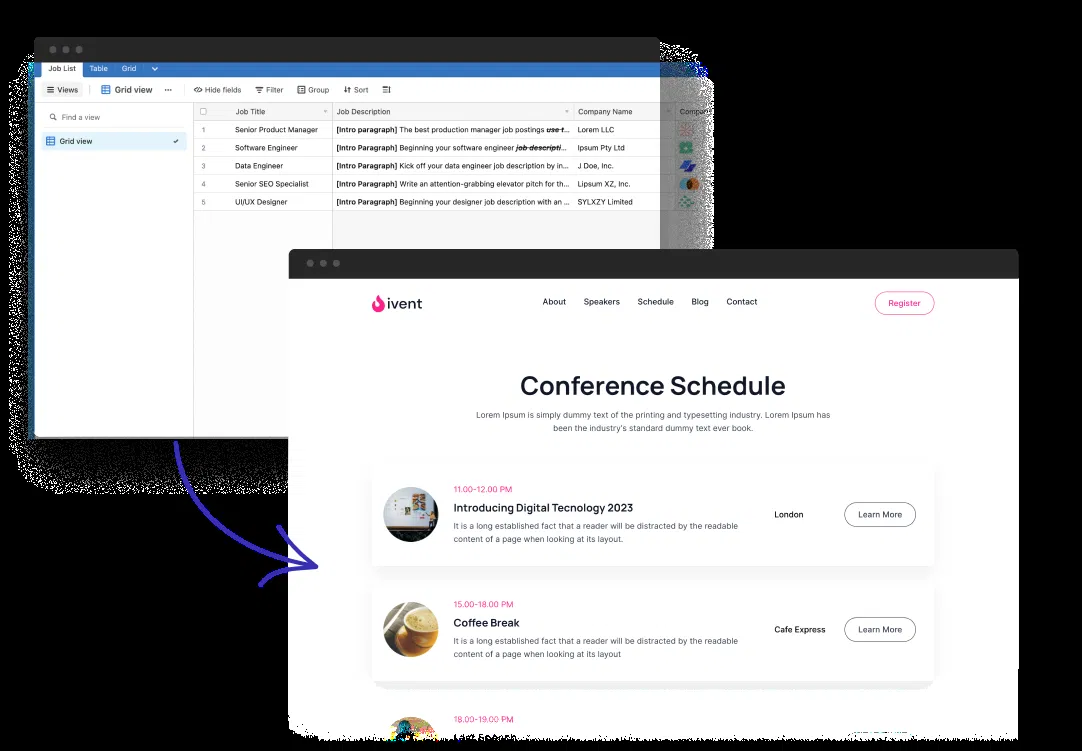 Job List Table Grid
Views Grid view Hide fields Filter Group Sort
Find a view
Grid view
Job Title Job Description Company Name
1 Senior Product Manager [Intro paragraph] The best production manager job postings use t... Lorem LLC
2 Software Engineer [Intro Paragraph] Beginning your software engineer job descripti... Ipsum Pty Ltd
3 Data Engineer [Intro Paragraph] Kick off your data engineer job description by in... J Doe, Inc.
4 Senior SEO Specialist [Intro Paragraph] Write an attention-grabbing elevator pitch for th... Lipsum XZ, Inc.
5 UI/UX Designer [Intro Paragraph] Beginning your designer job description with an ... SYLXZY Limited
ivent About Speakers Schedule Blog Contact Register
Conference Schedule
Lorem Ipsum is simply dummy text of the printing and typesetting industry. Lorem Ipsum has
been the industry's standard dummy text ever book.
11.00-12.00 PM
Introducing Digital Tecnology 2023
It is a long established fact that a reader will be distracted by the readable
content of a page when looking at its layout.
London
Learn More
15.00-18.00 PM
Coffee Break
It is a long established fact that a reader will be distracted by the readable
content of a page when looking at its layout
Cafe Express
Learn More
18.00-19.00 PM